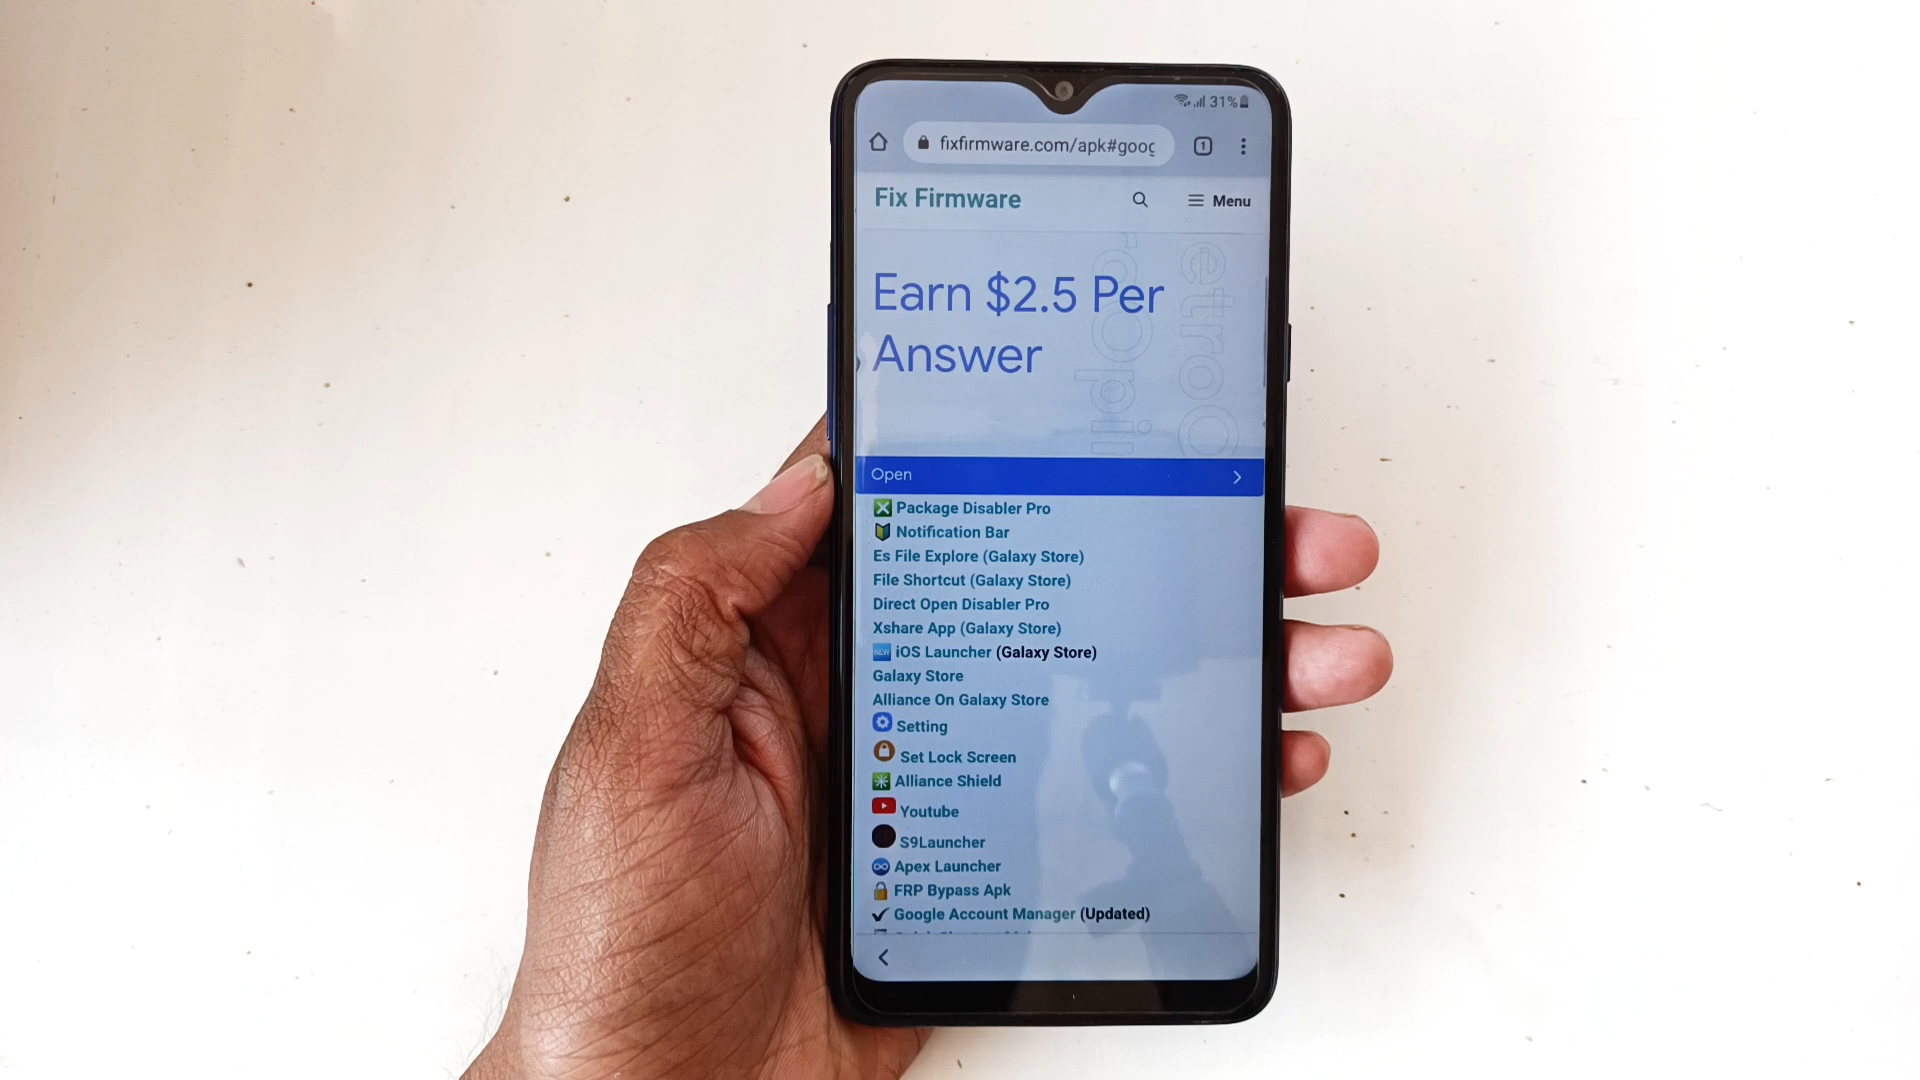 31%
fixfirmware.com/apk#goog
1
Fix Firmware
Menu
Earn $2.5 Per
Answer
Open
Package Disabler Pro
Notification Bar
Es File Explore (Galaxy Store)
File Shortcut (Galaxy Store)
Direct Open Disabler Pro
Xshare App (Galaxy Store)
NEW iOS Launcher (Galaxy Store)
Galaxy Store
Alliance On Galaxy Store
Setting
Set Lock Screen
Alliance Shield
Youtube
S9Launcher
Apex Launcher
FRP Bypass Apk
Google Account Manager (Updated)